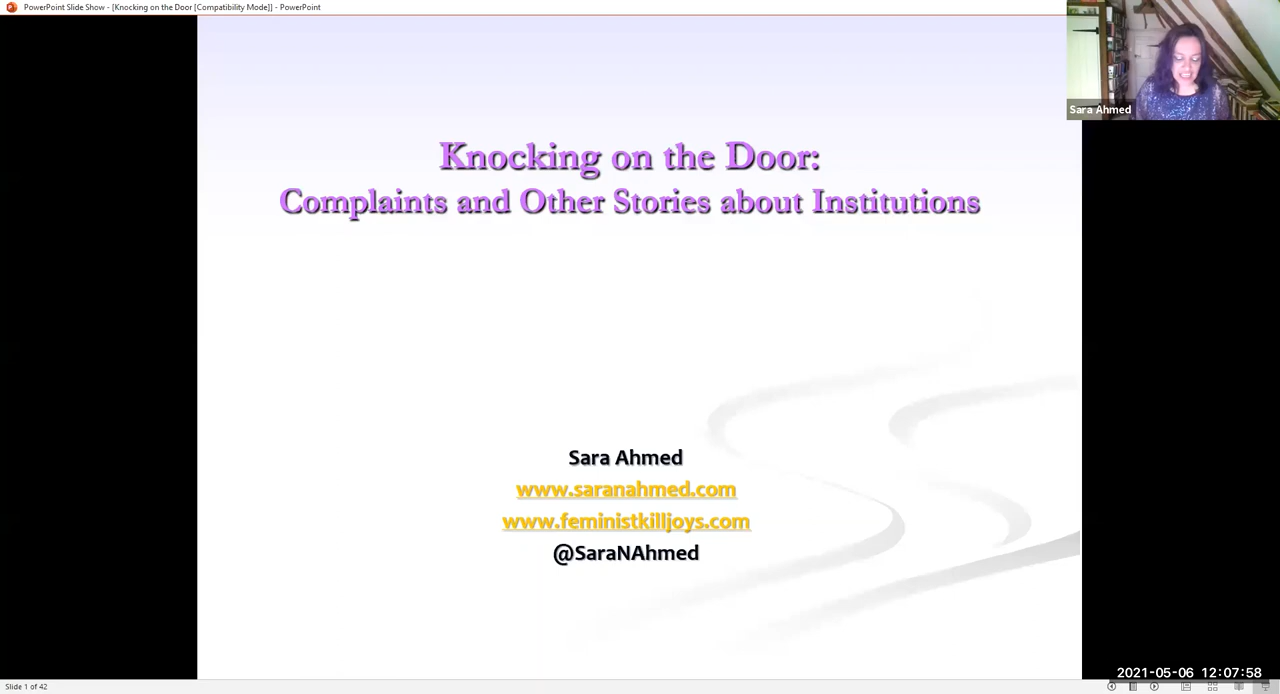 PowerPoint Slide Show - [Knocking on the Door [Compatibility Mode]] - PowerPoint
Sara Ahmed
Knocking on the Door:
Complaints and Other Stories about Institutions
Sara Ahmed
www.saranahmed.com
www.feministkilljoys.com
@SaraNAhmed
2021-05-06 12:07:58
Slide 1 of 42